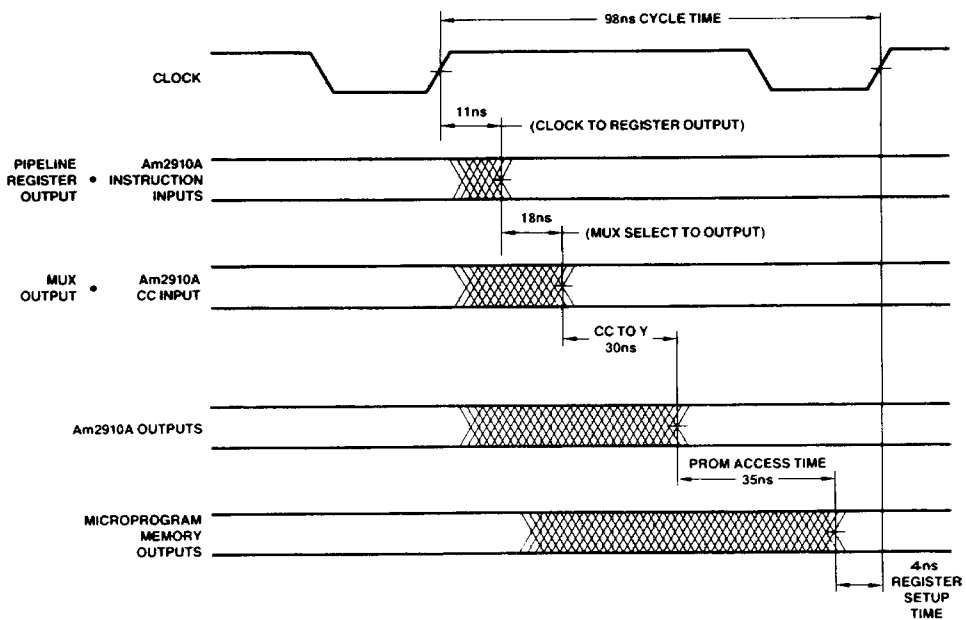 98ns CYCLE TIME
CLOCK
11ns
(CLOCK TO REGISTER OUTPUT)
PIPELINE
REGISTER
OUTPUT
•
Am2910A
INSTRUCTION
INPUTS
18ns
(MUX SELECT TO OUTPUT)
MUX
OUTPUT
•
Am2910A
CC INPUT
CC TO Y
30ns
Am2910A OUTPUTS
PROM ACCESS TIME
35ns
MICROPROGRAM
MEMORY
OUTPUTS
4ns
REGISTER
SETUP
TIME